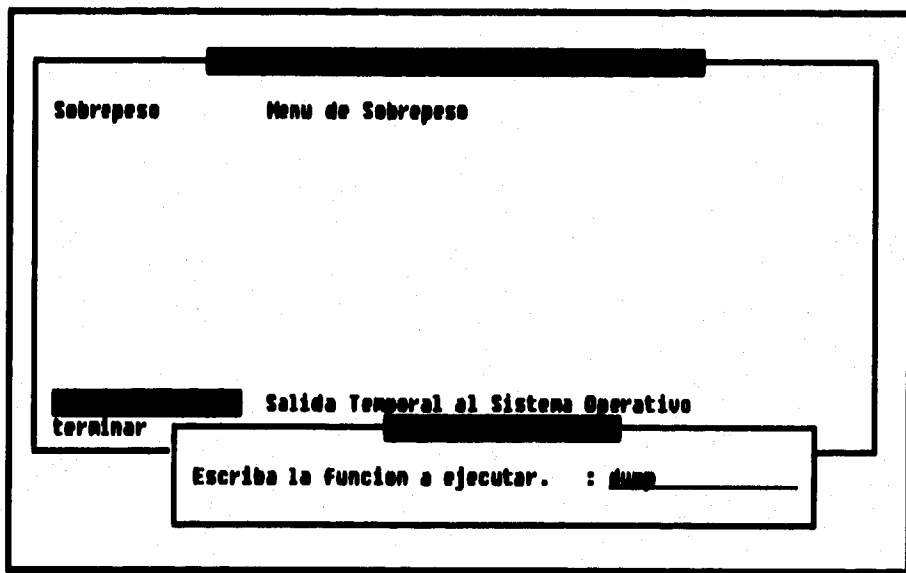 Sobrepeso Menu de Sobrepeso
Salida Temporal al Sistema Operativo
terminar
Escriba la funcion a ejecutar. : dump